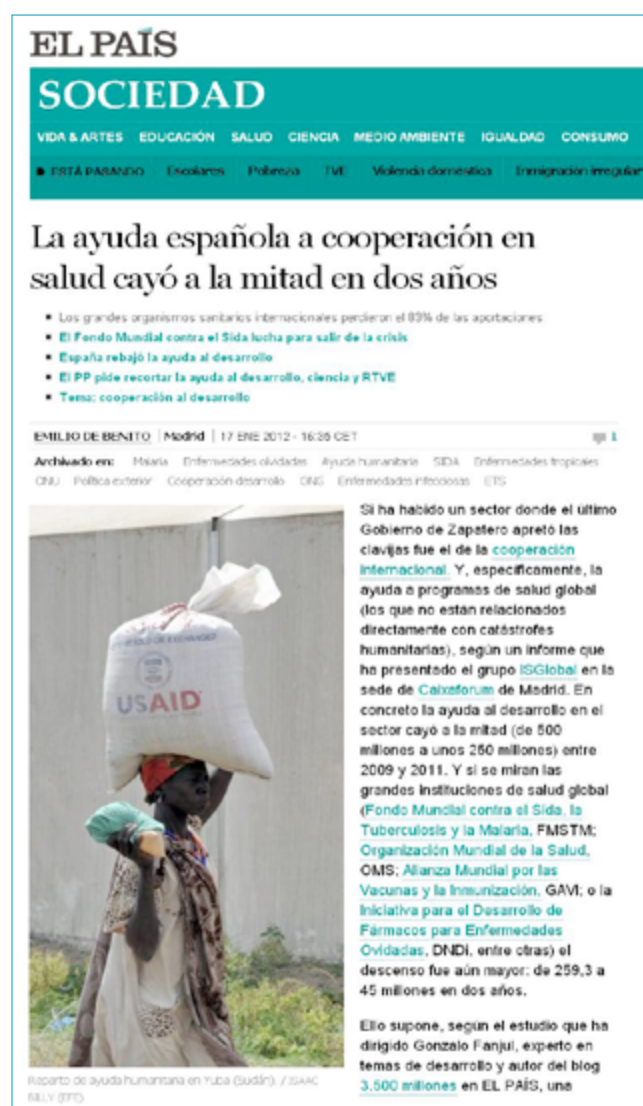 EL PAÍS
SOCIEDAD
VIDA & ARTES EDUCACIÓN SALUD CIENCIA MEDIO AMBIENTE IGUALDAD CONSUMO
ESTÁ PASANDO Escolares Pobreza TVE Violencia doméstica Inmigración irregular
La ayuda española a cooperación en
salud cayó a la mitad en dos años
Los grandes organismos sanitarios internacionales perdieron el 83% de las aportaciones
El Fondo Mundial contra el Sida lucha para salir de la crisis
España rebajó la ayuda al desarrollo
El PP pide recortar la ayuda al desarrollo, ciencia y RTVE
Tema: cooperación al desarrollo
EMILIO DE BENITO | Madrid | 17 ENE 2012 - 16:35 CET 1
Archivado en: Malaria Enfermedades olvidadas Ayuda humanitaria SIDA Enfermedades tropicales
ONU Política exterior Cooperación desarrollo ONG Enfermedades infecciosas ETS
USAID
Reparto de ayuda humanitaria en Yuba (Sudán). / ISAAC
BILLY (EFE)
Si ha habido un sector donde el último
Gobierno de Zapatero apretó las
clavijas fue el de la cooperación
internacional. Y, específicamente, la
ayuda a programas de salud global
(los que no están relacionados
directamente con catástrofes
humanitarias), según un informe que
ha presentado el grupo ISGlobal en la
sede de Caixaforum de Madrid. En
concreto la ayuda al desarrollo en el
sector cayó a la mitad (de 500
millones a unos 250 millones) entre
2009 y 2011. Y si se miran las
grandes instituciones de salud global
(Fondo Mundial contra el Sida, la
Tuberculosis y la Malaria, FMSTM;
Organización Mundial de la Salud,
OMS; Alianza Mundial por las
Vacunas y la Inmunización, GAVI; o la
Iniciativa para el Desarrollo de
Fármacos para Enfermedades
Ovidadas, DNDi, entre otras) el
descenso fue aún mayor: de 259,3 a
45 millones en dos años.
Ello supone, según el estudio que ha
dirigido Gonzalo Fanjul, experto en
temas de desarrollo y autor del blog
3.500 millones en EL PAÍS, una